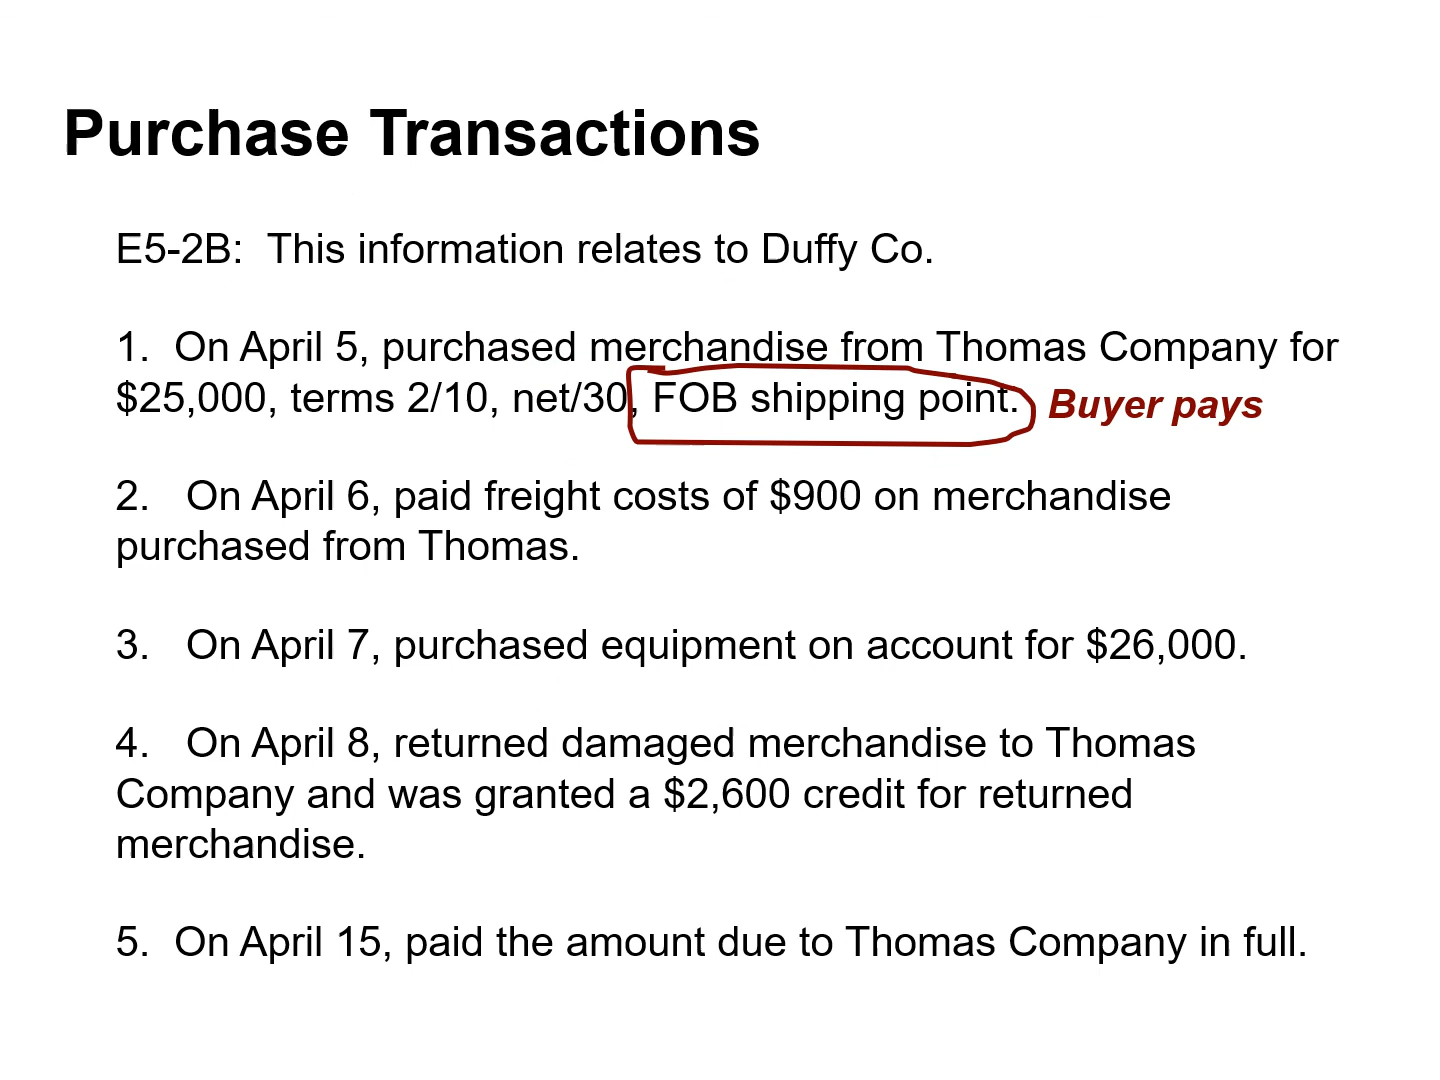 Purchase Transactions
E5-2B:  This information relates to Duffy Co.
1.  On April 5, purchased merchandise from Thomas Company for
$25,000, terms 2/10, net/30, FOB shipping point. Buyer pays
2.   On April 6, paid freight costs of $900 on merchandise
purchased from Thomas.
3.   On April 7, purchased equipment on account for $26,000.
4.   On April 8, returned damaged merchandise to Thomas
Company and was granted a $2,600 credit for returned
merchandise.
5.  On April 15, paid the amount due to Thomas Company in full.